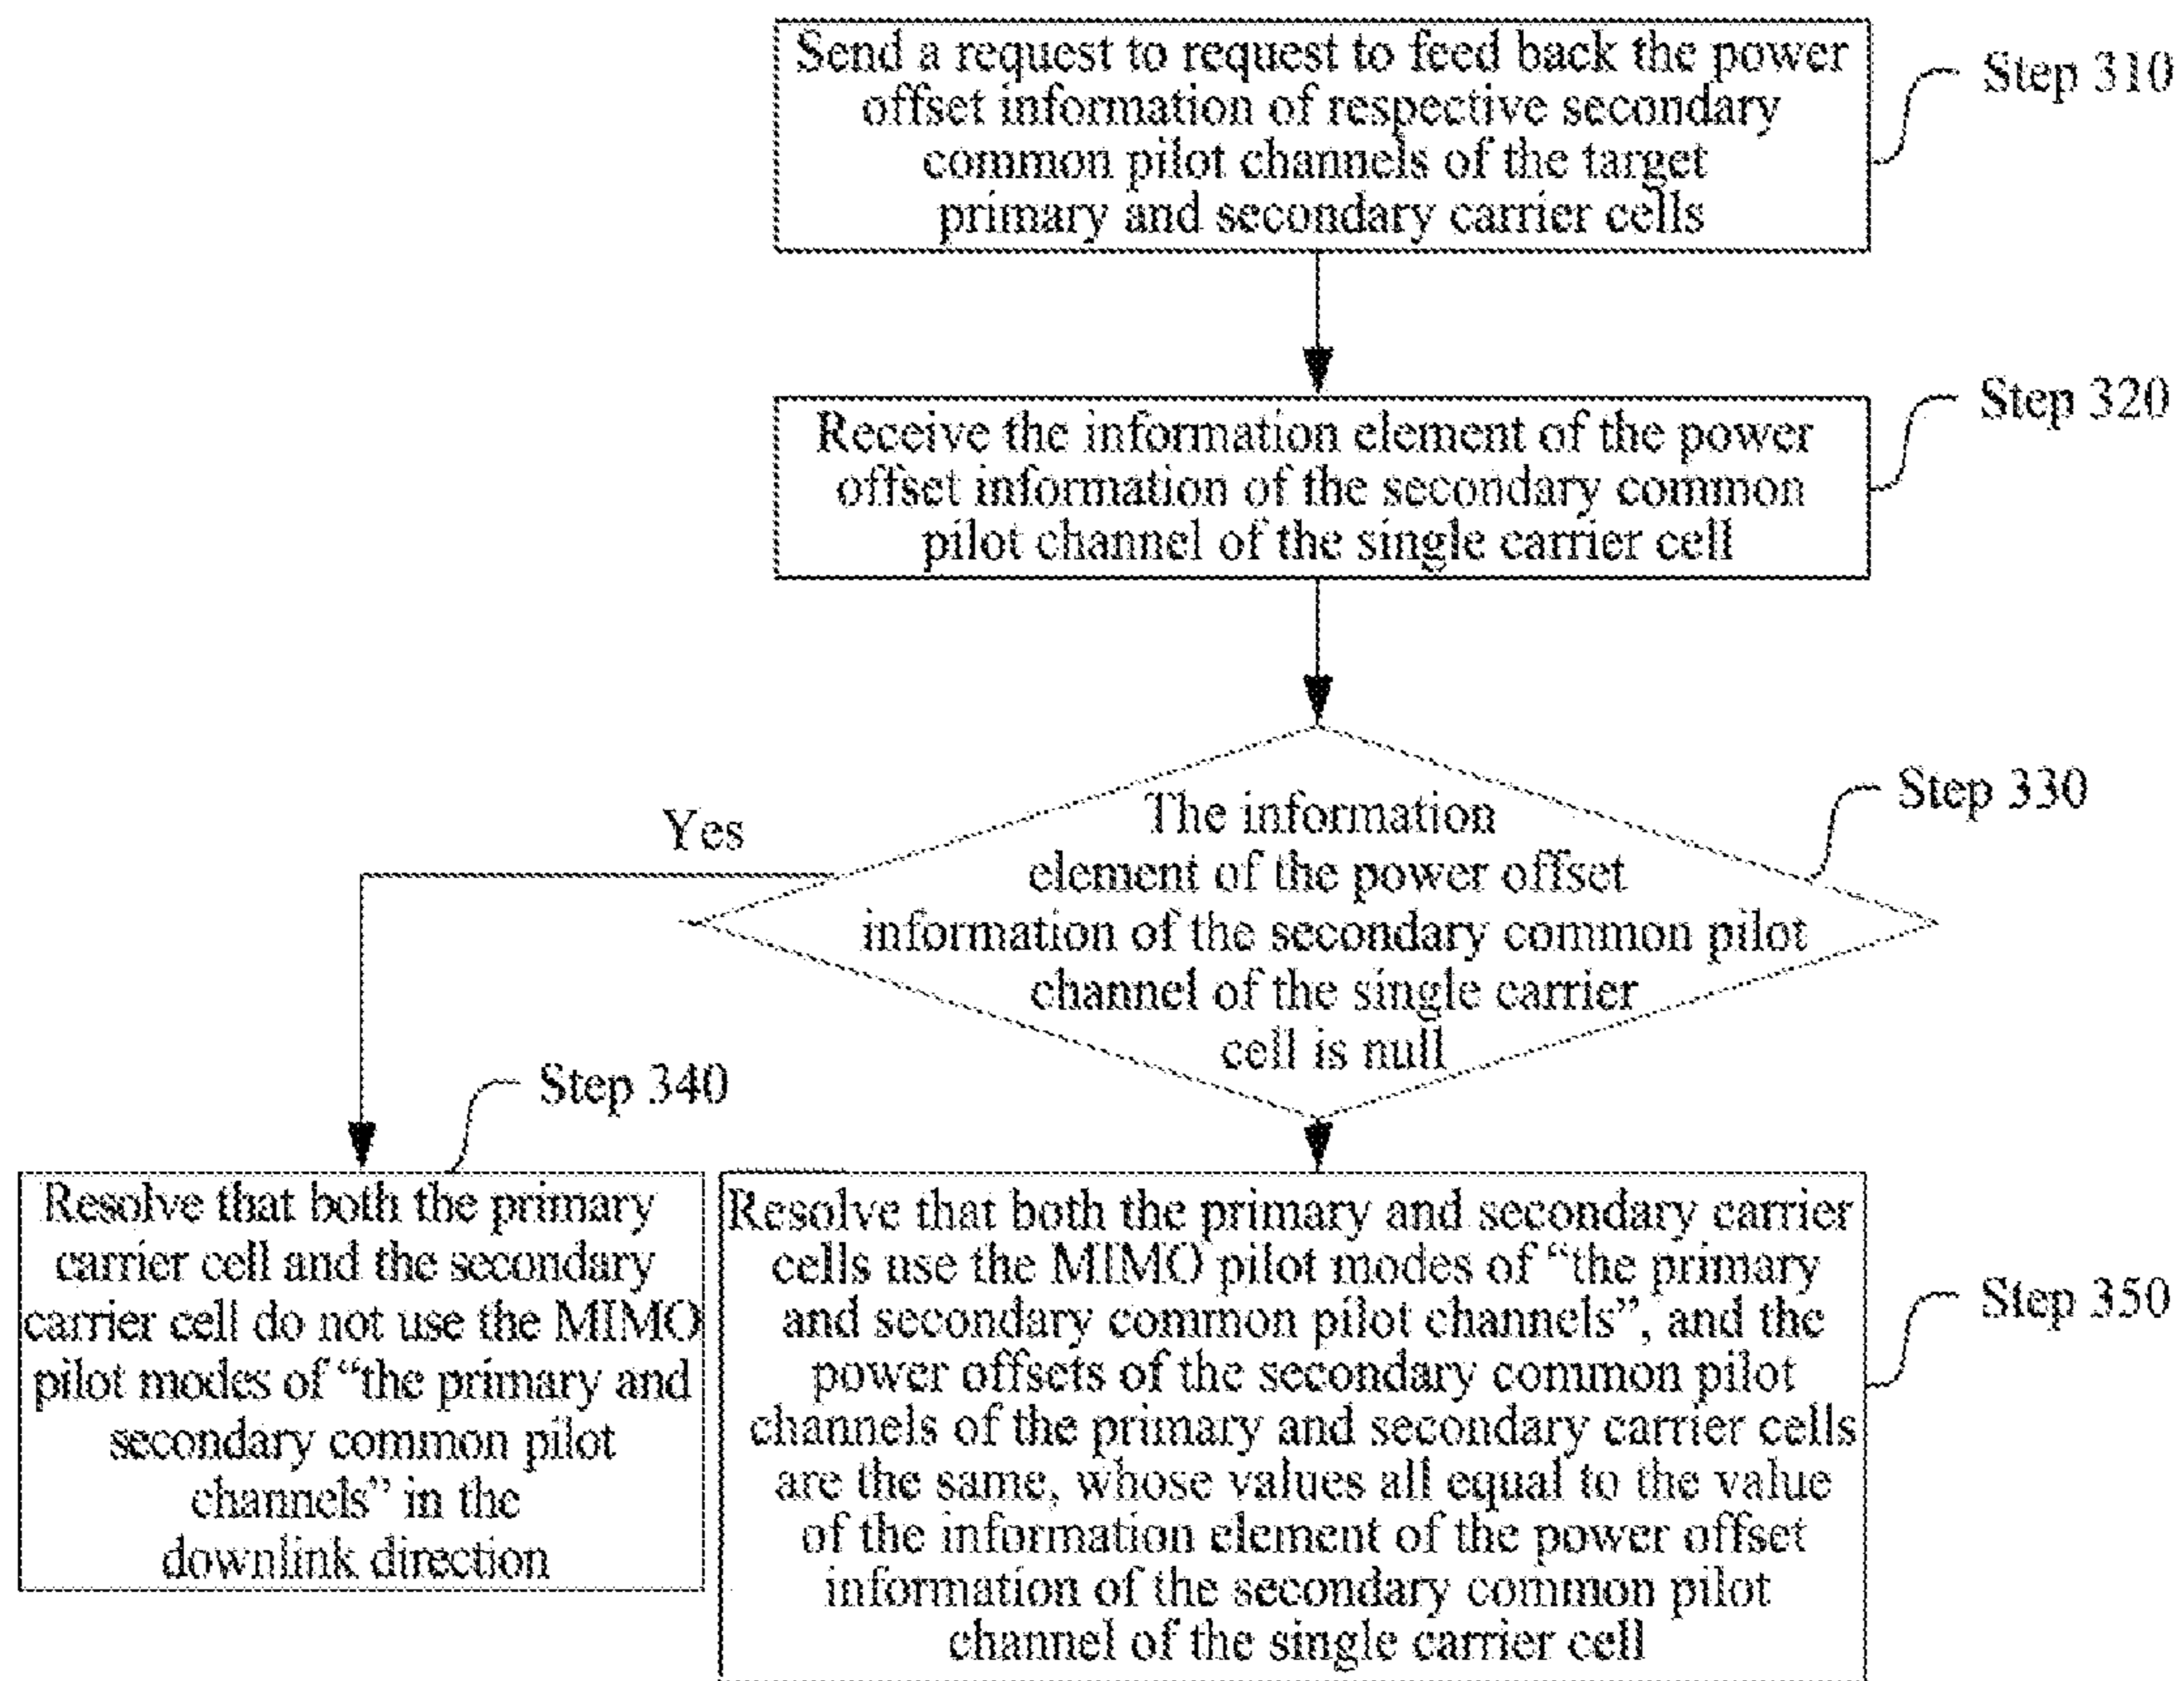 Send a request to request to feed back the power
offset information of respective secondary
common pilot channels of the target
primary and secondary carrier cells
Step 310
Receive the information element of the power
offset information of the secondary common
pilot channel of the single carrier cell
Step 320
The information
element of the power offset
information of the secondary common pilot
channel of the single carrier
cell is null
Step 330
Yes
Step 340
Resolve that both the primary
carrier cell and the secondary
carrier cell do not use the MIMO
pilot modes of “the primary and
secondary common pilot
channels” in the
downlink direction
Resolve that both the primary and secondary carrier
cells use the MIMO pilot modes of “the primary
and secondary common pilot channels”, and the
power offsets of the secondary common pilot
channels of the primary and secondary carrier cells
are the same, whose values all equal to the value
of the information element of the power offset
information of the secondary common pilot
channel of the single carrier cell
Step 350